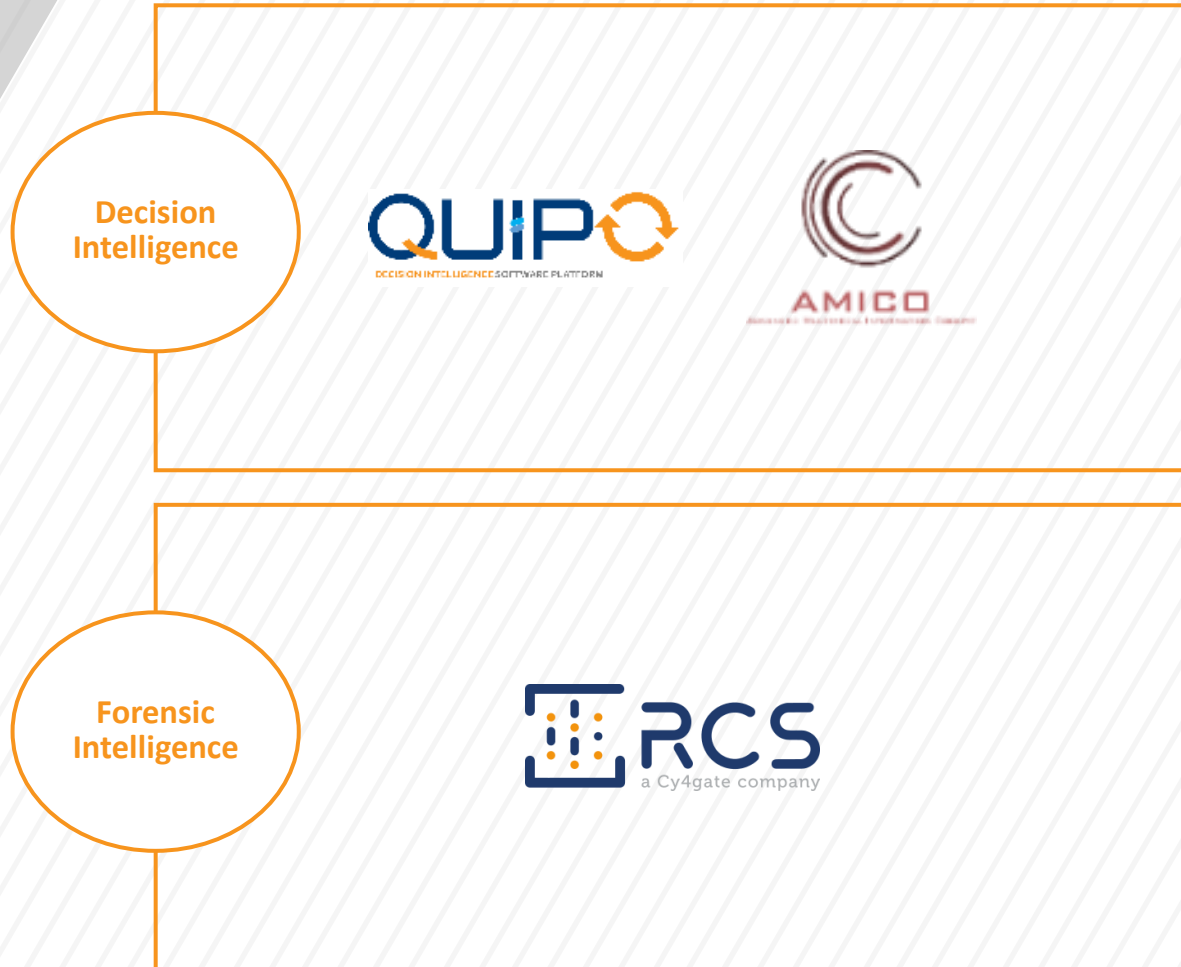 Decision
Intelligence
QUIPO
DECISION INTELLIGENCE SOFTWARE PLATFORM
AMICO
Forensic
Intelligence
RCS
a Cy4gate company